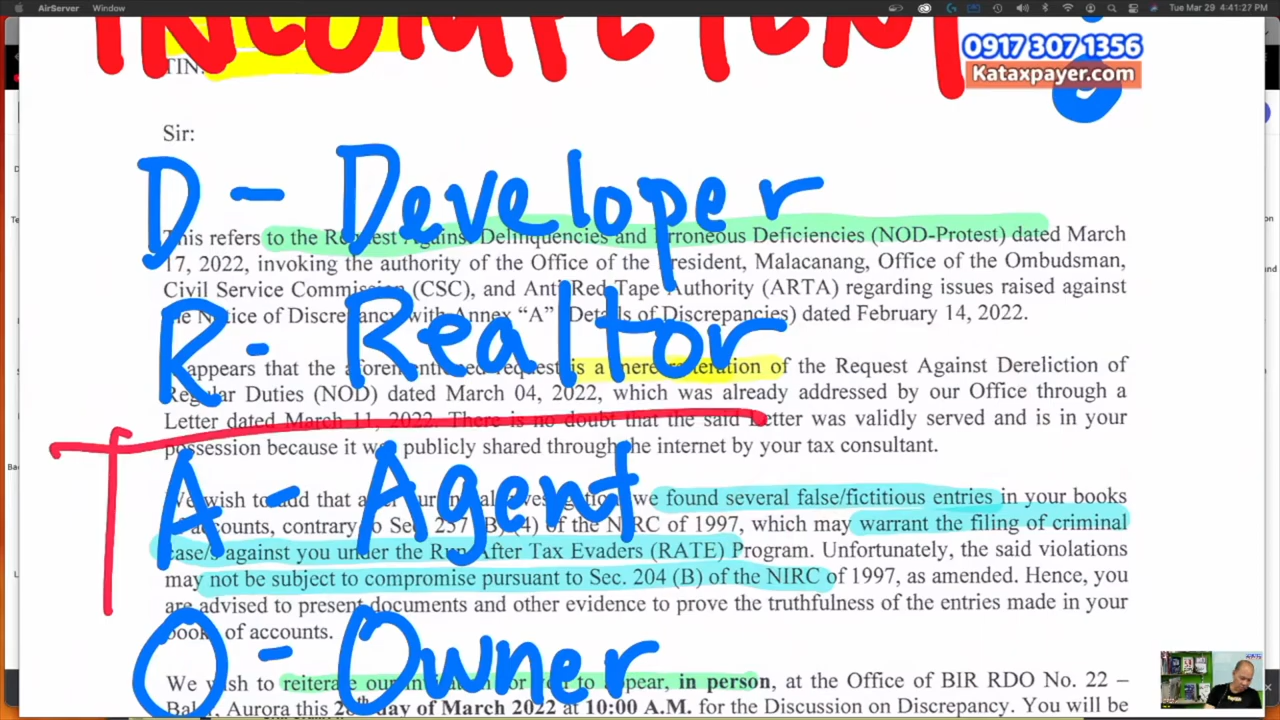 AirServer Window Tue Mar 29 4:41:27 PM
INCOMPETENT
0917 307 1356
Kataxpayer.com
TIN:
Sir:
D - Developer
This refers to the Request Against Delinquencies and Erroneous Deficiencies (NOD-Protest) dated March
17, 2022, invoking the authority of the Office of the President, Malacanang, Office of the Ombudsman,
Civil Service Commission (CSC), and Anti Red Tape Authority (ARTA) regarding issues raised against
the Notice of Discrepancy with Annex “A” (Details of Discrepancies) dated February 14, 2022.
R - Realtor
It appears that the aforementioned request is a mere reiteration of the Request Against Dereliction of
Regular Duties (NOD) dated March 04, 2022, which was already addressed by our Office through a
Letter dated March 11, 2022. There is no doubt that the said Letter was validly served and is in your
possession because it was publicly shared through the internet by your tax consultant.
A - Agent
We wish to add that after our investigation, we found several false/fictitious entries in your books
of accounts, contrary to Sec. 257 (B) (4) of the NIRC of 1997, which may warrant the filing of criminal
case/s against you under the Run After Tax Evaders (RATE) Program. Unfortunately, the said violations
may not be subject to compromise pursuant to Sec. 204 (B) of the NIRC of 1997, as amended. Hence, you
are advised to present documents and other evidence to prove the truthfulness of the entries made in your
books of accounts.
O - Owner
We wish to reiterate our invitation for you to appear, in person, at the Office of BIR RDO No. 22 –
Baler, Aurora this day of March 2022 at 10:00 A.M. for the Discussion on Discrepancy. You will be